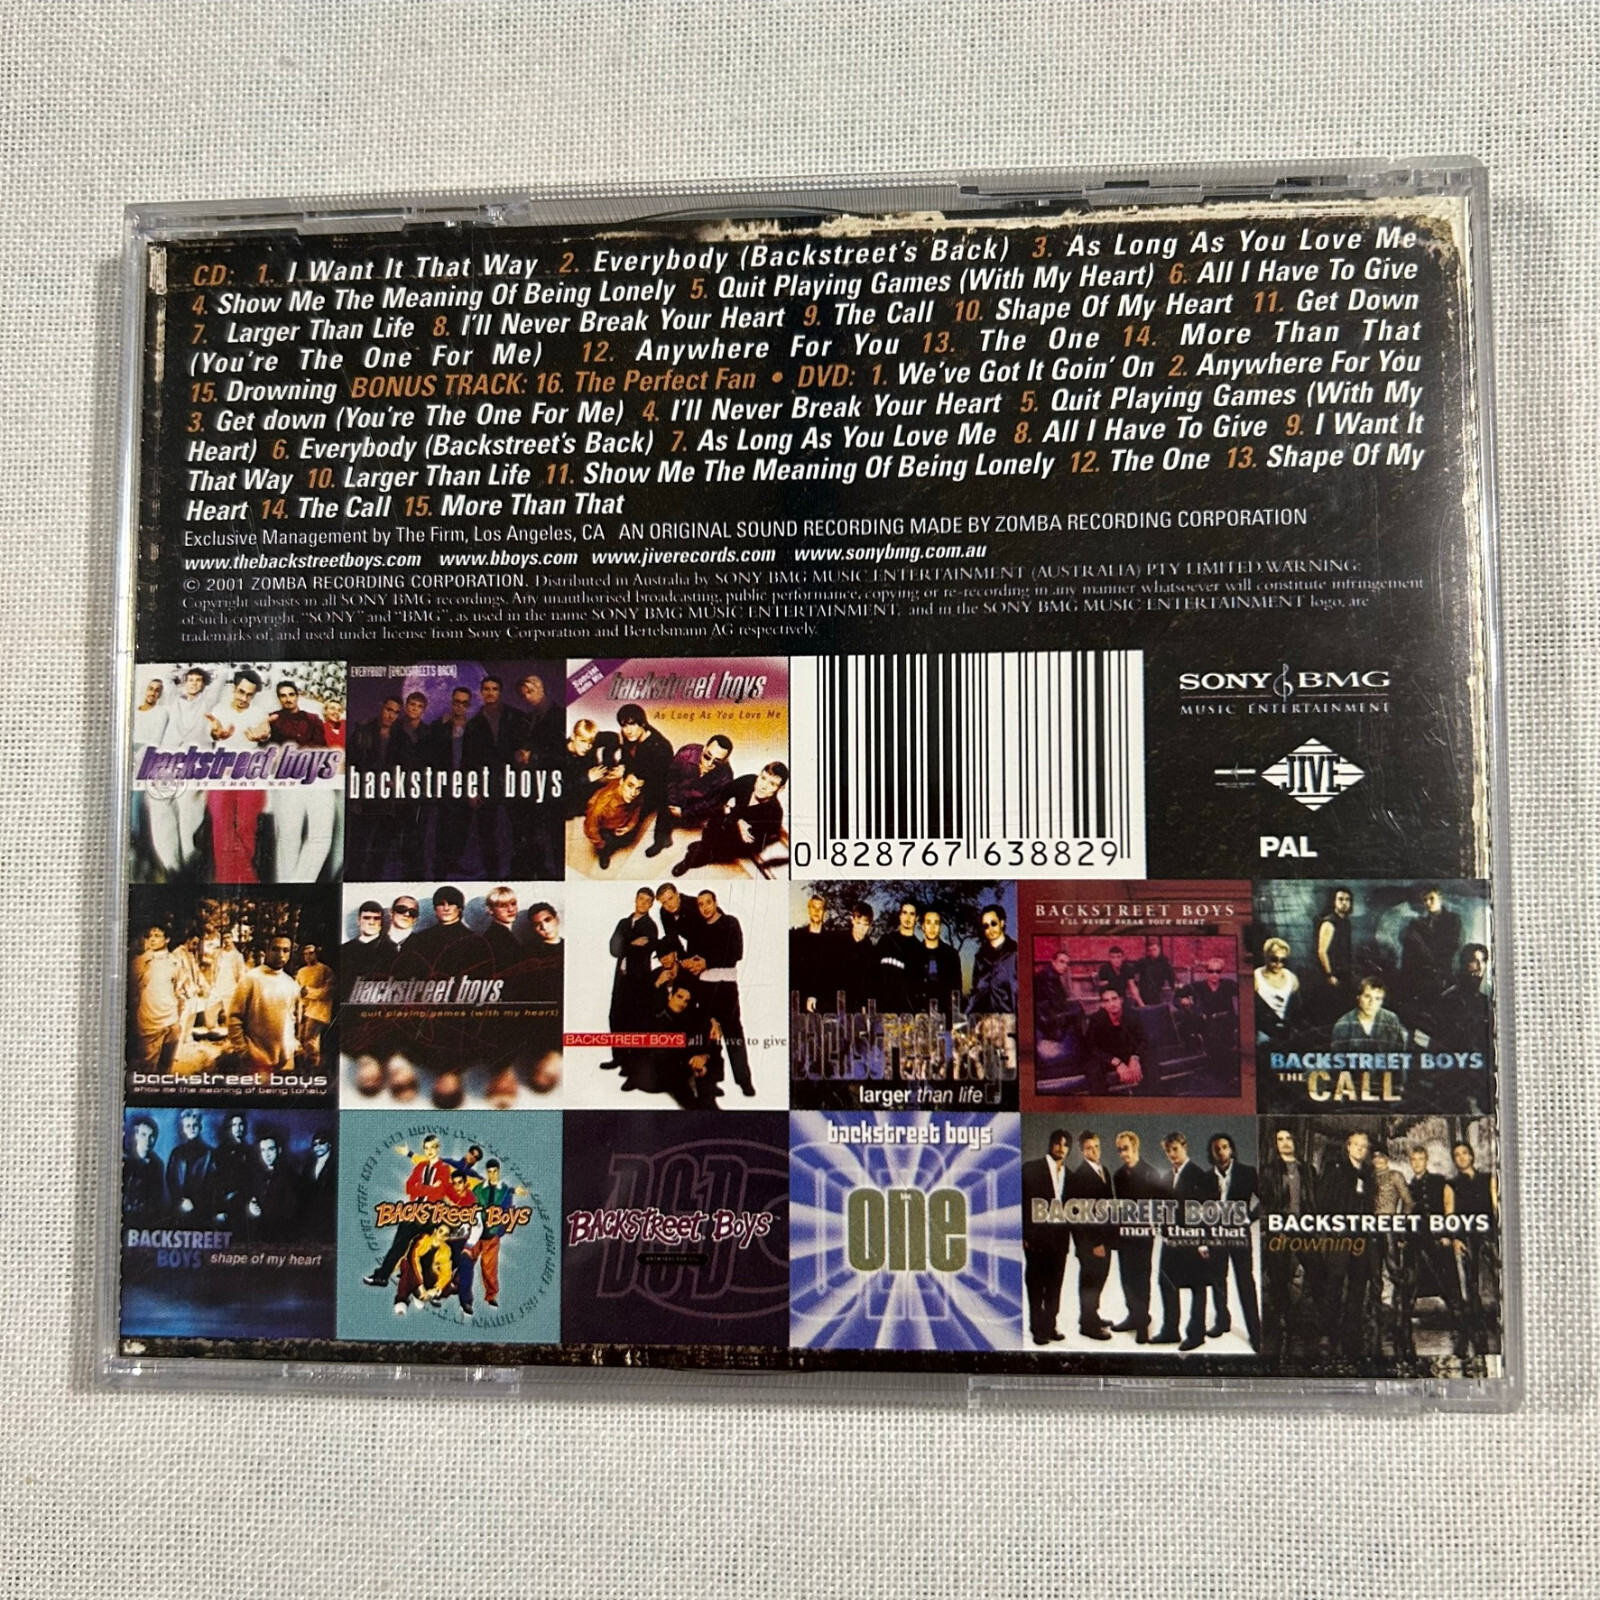 CD: 1. I Want It That Way 2. Everybody (Backstreet's Back) 3. As Long As You Love Me
4. Show Me The Meaning Of Being Lonely 5. Quit Playing Games (With My Heart) 6. All I Have To Give
7. Larger Than Life 8. I'll Never Break Your Heart 9. The Call 10. Shape Of My Heart 11. Get Down
(You're The One For Me) 12. Anywhere For You 13. The One 14. More Than That
15. Drowning BONUS TRACK: 16. The Perfect Fan • DVD: 1. We've Got It Goin' On 2. Anywhere For You
3. Get down (You're The One For Me) 4. I'll Never Break Your Heart 5. Quit Playing Games (With My
Heart) 6. Everybody (Backstreet's Back) 7. As Long As You Love Me 8. All I Have To Give 9. I Want It
That Way 10. Larger Than Life 11. Show Me The Meaning Of Being Lonely 12. The One 13. Shape Of My
Heart 14. The Call 15. More Than That
Exclusive Management by The Firm, Los Angeles, CA AN ORIGINAL SOUND RECORDING MADE BY ZOMBA RECORDING CORPORATION
www.thebackstreetboys.com www.bboys.com www.jiverecords.com www.sonybmg.com.au
© 2001 ZOMBA RECORDING CORPORATION. Distributed in Australia by SONY BMG MUSIC ENTERTAINMENT (AUSTRALIA) PTY LIMITED. WARNING:
Copyright subsists in all SONY BMG recordings. Any unauthorised broadcasting, public performance, copying or re-recording in any manner whatsoever will constitute infringement
of such copyright. "SONY" and "BMG", as used in the name SONY BMG MUSIC ENTERTAINMENT, and in the SONY BMG MUSIC ENTERTAINMENT logo, are
trademarks of, and used under license from Sony Corporation and Bertelsmann AG respectively.
backstreet boys
I WANT IT THAT WAY
EVERYBODY (BACKSTREET'S BACK)
backstreet boys
Special Radio Mix
backstreet boys
As Long As You Love Me
0 828767 638829
SONY BMG
MUSIC ENTERTAINMENT
JIVE
PAL
backstreet boys
show me the meaning of being lonely
backstreet boys
quit playing games (with my heart)
BACKSTREET BOYS all I have to give
backstreet boys
larger than life
BACKSTREET BOYS
I'LL NEVER BREAK YOUR HEART
BACKSTREET BOYS
THE CALL
BACKSTREET
BOYS shape of my heart
BACKSTREET BOYS
BSB
BACKSTREET BOYS
backstreet boys
the
one
BACKSTREET BOYS
more than that
special radio mix
BACKSTREET BOYS
drowning